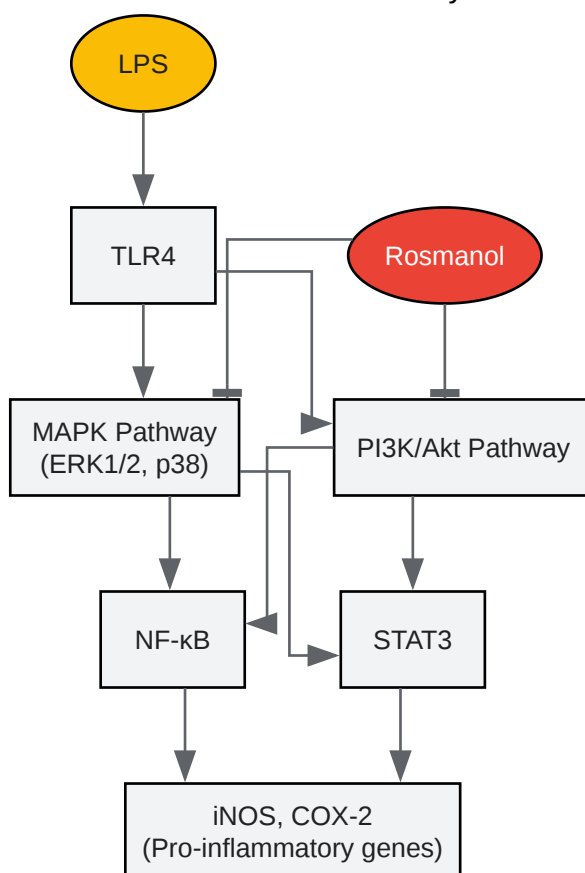 LPS
TLR4
Rosmanol
MAPK Pathway
(ERK1/2, p38)
PI3K/Akt Pathway
NF-κB
STAT3
iNOS, COX-2
(Pro-inflammatory genes)